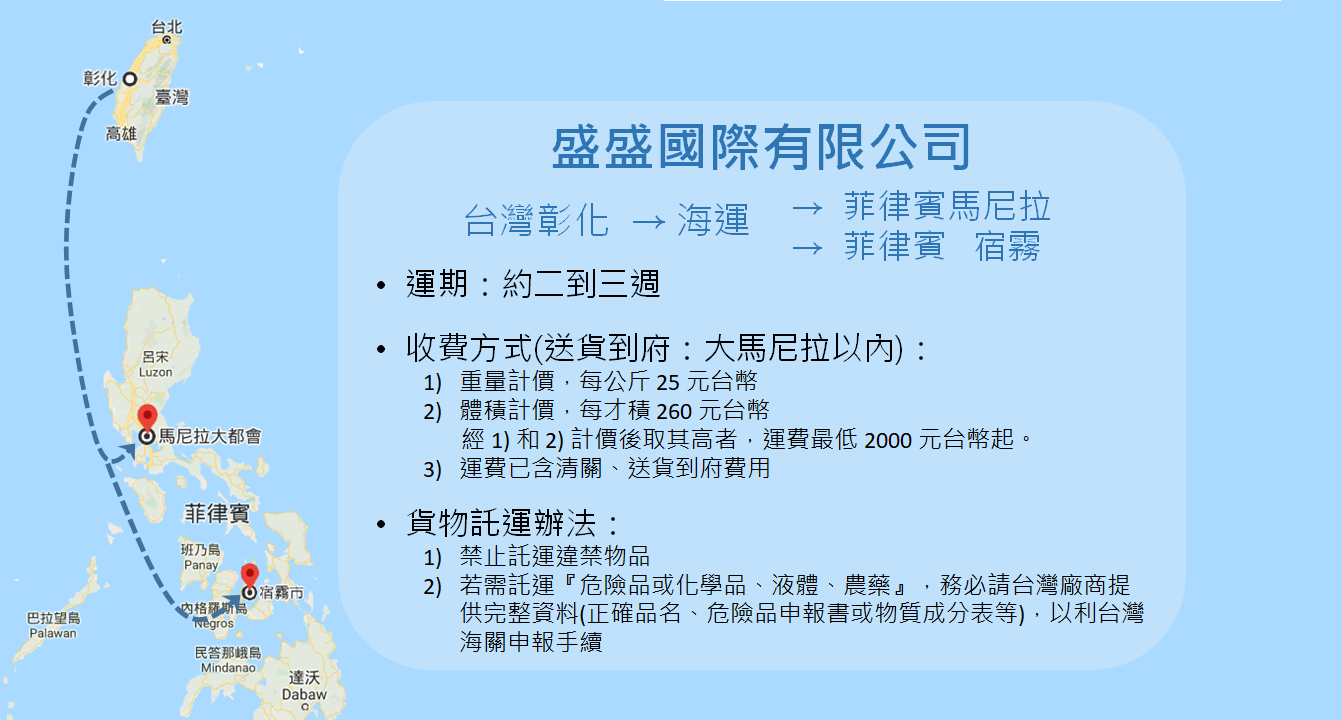 台北
彰化
臺灣
高雄
盛盛國際有限公司
台灣彰化 → 海運
→ 菲律賓馬尼拉
→ 菲律賓 宿霧
• 運期：約二到三週
• 收費方式(送貨到府：大馬尼拉以內)：
1) 重量計價，每公斤 25 元台幣
2) 體積計價，每才積 260 元台幣
經 1) 和 2) 計價後取其高者，運費最低 2000 元台幣起。
3) 運費已含清關、送貨到府費用
• 貨物託運辦法：
1) 禁止託運違禁物品
2) 若需託運『危險品或化學品、液體、農藥』，務必請台灣廠商提
供完整資料(正確品名、危險品申報書或物質成分表等)，以利台灣
海關申報手續
呂宋
Luzon
馬尼拉大都會
菲律賓
班乃島
Panay
宿霧市
內格羅斯島
Negros
巴拉望島
Palawan
民答那峨島
Mindanao
達沃
Dabaw